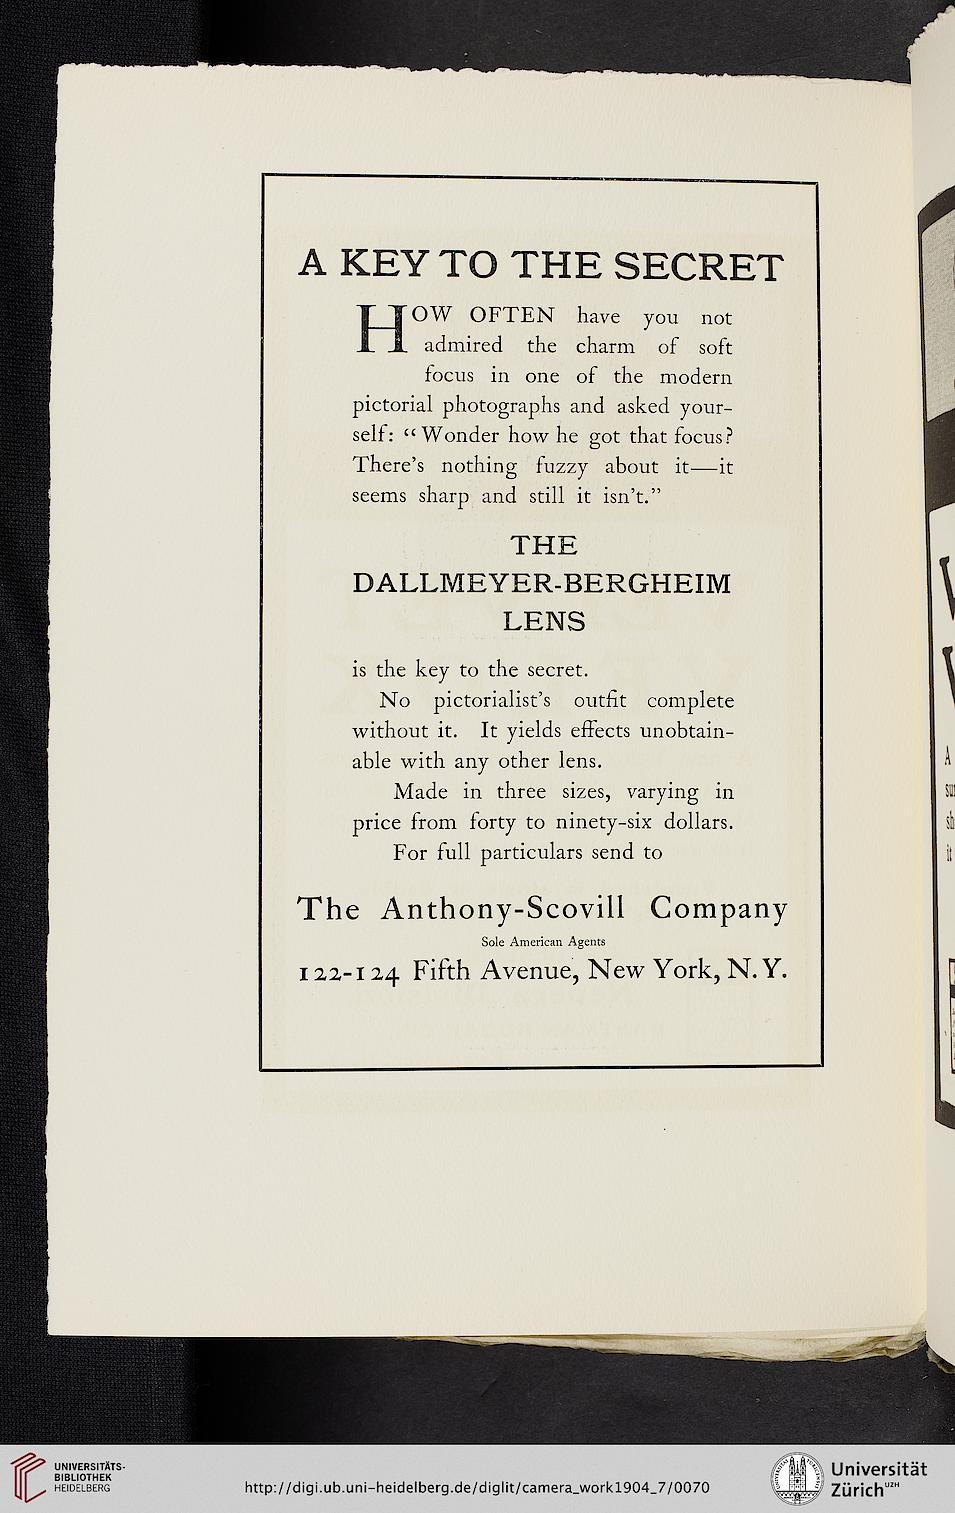 A KEY TO THE SECRET
HOW OFTEN have you not
admired the charm of soft
focus in one of the modern
pictorial photographs and asked your-
self: “Wonder how he got that focus?
There’s nothing fuzzy about it—it
seems sharp and still it isn’t.”
THE
DALLMEYER-BERGHEIM
LENS
is the key to the secret.
No pictorialist’s outfit complete
without it. It yields effects unobtain-
able with any other lens.
Made in three sizes, varying in
price from forty to ninety-six dollars.
For full particulars send to
The Anthony-Scovill Company
Sole American Agents
122-124 Fifth Avenue, New York, N.Y.
A
it
UNIVERSITÄTS-
BIBLIOTHEK
HEIDELBERG
http://digi.ub.uni-heidelberg.de/diglit/camera_work1904_7/0070
Universität
Zürich UZH